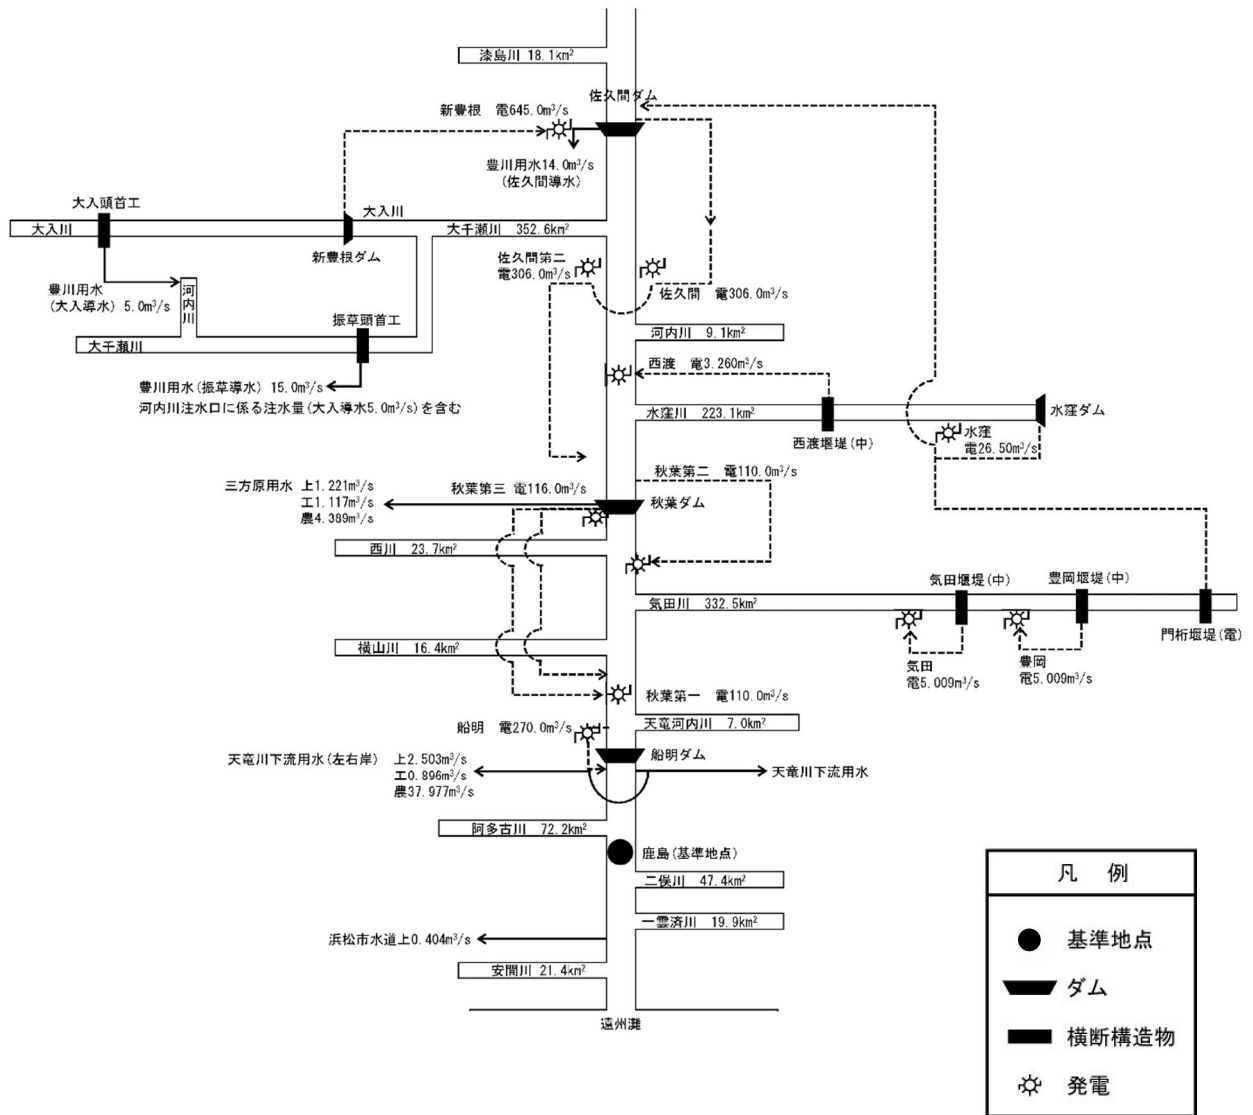 漆島川 18.1km²
佐久間ダム
新豊根 電645.0m³/s
豊川用水14.0m³/s
(佐久間導水)
大入頭首工
大入川
大入川
大千瀬川 352.6km²
新豊根ダム
佐久間第二
電306.0m³/s
佐久間 電306.0m³/s
豊川用水
(大入導水) 5.0m³/s
河内川
振草頭首工
大千瀬川
河内川 9.1km²
豊川用水(振草導水) 15.0m³/s
河内川注水口に係る注水量(大入導水5.0m³/s)を含む
西渡 電3.260m³/s
水窪川 223.1km²
西渡堰堤(中)
水窪ダム
水窪
電26.50m³/s
秋葉第二 電110.0m³/s
三方原用水 上1.221m³/s
工1.117m³/s
農4.389m³/s
秋葉第三 電116.0m³/s
秋葉ダム
西川 23.7km²
気田堰堤(中)
豊岡堰堤(中)
気田川 332.5km²
門桁堰堤(電)
横山川 16.4km²
気田
電5.009m³/s
豊岡
電5.009m³/s
秋葉第一 電110.0m³/s
船明 電270.0m³/s
天竜河内川 7.0km²
船明ダム
天竜川下流用水(左右岸) 上2.503m³/s
工0.896m³/s
農37.977m³/s
天竜川下流用水
阿多古川 72.2km²
鹿島(基準地点)
二俣川 47.4km²
一雲済川 19.9km²
浜松市水道上0.404m³/s
安間川 21.4km²
遠州灘
凡 例
基準地点
ダム
横断構造物
発電